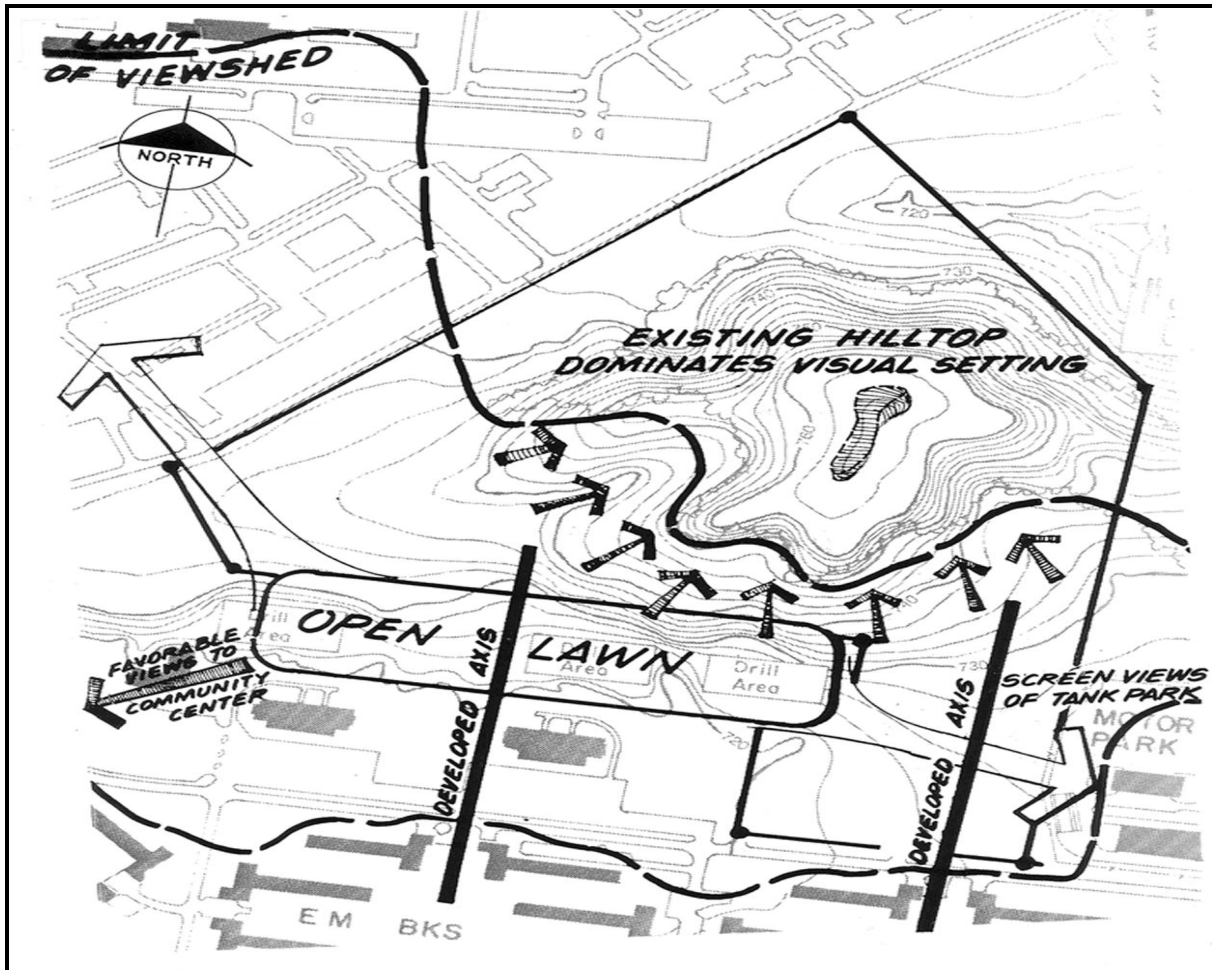 LIMIT
OF VIEWSHED
NORTH
720
730
740
EXISTING HILLTOP
DOMINATES VISUAL SETTING
760
OPEN
LAWN
Drill
Area
Area
Drill
Area
FAVORABLE
VIEWS TO
COMMUNITY
CENTER
DEVELOPED AXIS
DEVELOPED AXIS
730
SCREEN VIEWS
OF TANK PARK
MOTOR
PARK
720
EM BKS